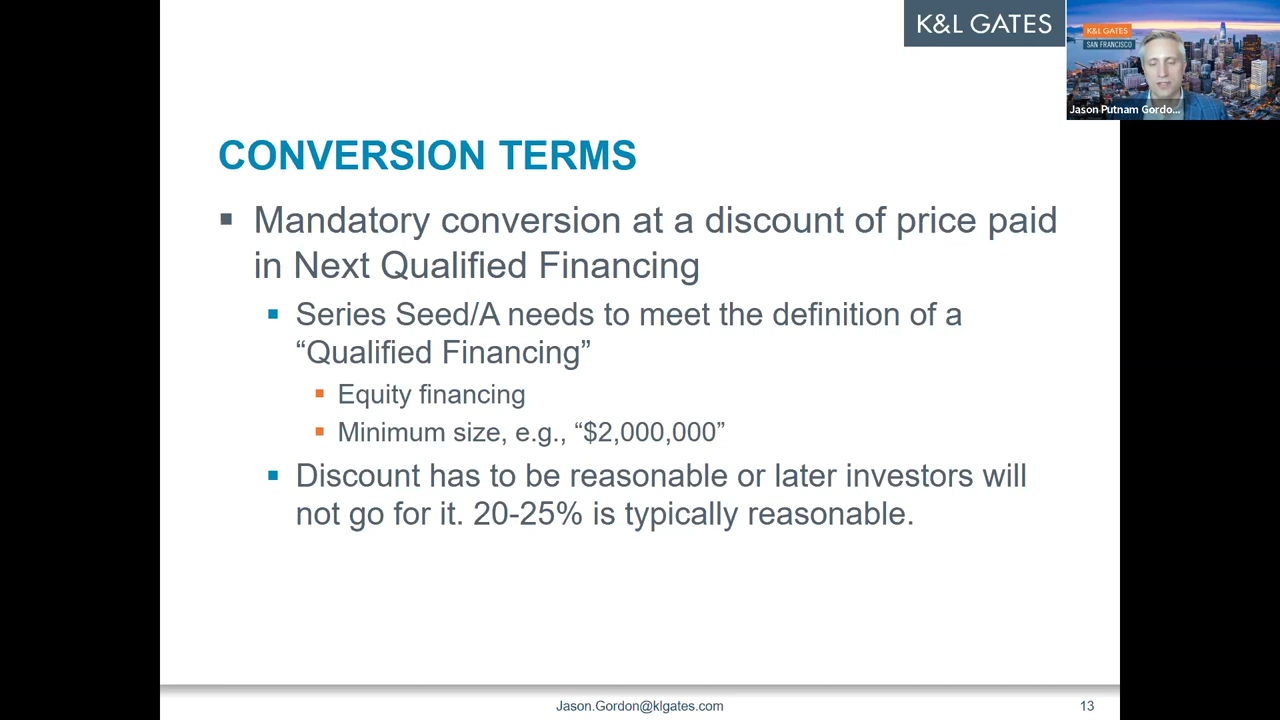 K&L GATES
K&L GATES
SAN FRANCISCO
Jason Putnam Gordo...
CONVERSION TERMS
▪ Mandatory conversion at a discount of price paid
in Next Qualified Financing
▪ Series Seed/A needs to meet the definition of a
“Qualified Financing”
▪ Equity financing
▪ Minimum size, e.g., “$2,000,000”
▪ Discount has to be reasonable or later investors will
not go for it. 20-25% is typically reasonable.
Jason.Gordon@klgates.com
13